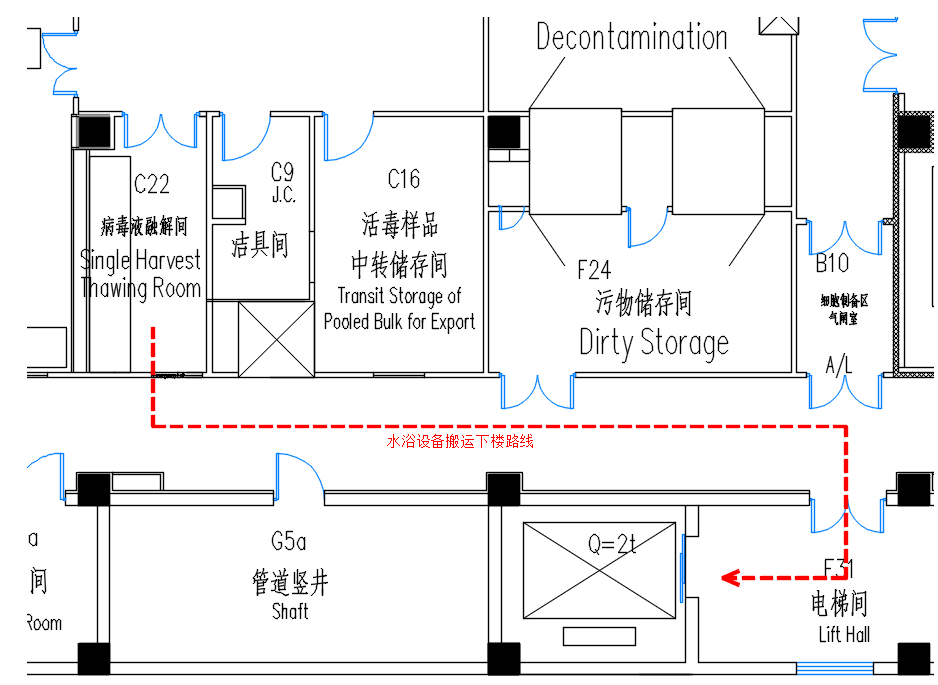 Decontamination
C22
病毒液融解间
Single Harvest
Thawing Room
C9
J.C.
洁具间
C16
活毒样品
中转储存间
Transit Storage of
Pooled Bulk for Export
F24
污物储存间
Dirty Storage
B10
细胞制备区
气闸室
A/L
水浴设备搬运下楼路线
a
间
Room
G5a
管道竖井
Shaft
Q=2t
F31
电梯间
Lift Hall